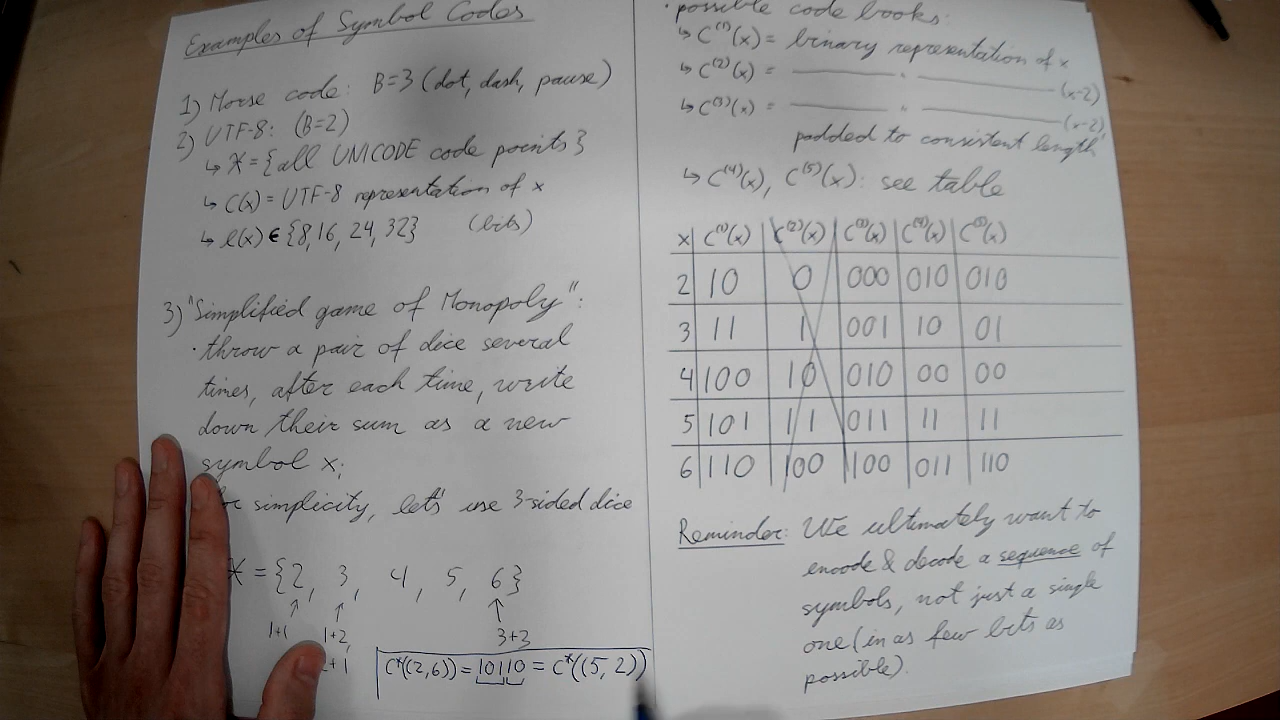 Examples of Symbol Codes
1) Morse code: B=3 (dot, dash, pause)
2) UTF-8: (B=2)
↳ X = {all UNICODE code points}
↳ C(x) = UTF-8 representation of x
↳ ℓ(x) ∈ {8, 16, 24, 32} (bits)
3) "Simplified game of Monopoly":
· throw a pair of dice several
times, after each time, write
down their sum as a new
symbol xᵢ
simplicity, let's use 3-sided dice
X = {2, 3, 4, 5, 6}
↑ ↑ ↑
1+1 1+2, 3+3
+1
C*((2,6)) = 10110 = C*((5,2))
· possible code books:
↳ C⁽¹⁾(x) = binary representation of x
↳ C⁽²⁾(x) = —— " —— (x-2)
↳ C⁽³⁾(x) = —— " —— (x-2),
padded to consistent length
↳ C⁽⁴⁾(x), C⁽⁵⁾(x): see table
x | C⁽¹⁾(x) | C⁽²⁾(x) | C⁽³⁾(x) | C⁽⁴⁾(x) | C⁽⁵⁾(x)
2 | 10 | 0 | 000 | 010 | 010
3 | 11 | 1 | 001 | 10 | 01
4 | 100 | 10 | 010 | 00 | 00
5 | 101 | 11 | 011 | 11 | 11
6 | 110 | 100 | 100 | 011 | 110
Reminder: We ultimately want to
encode & decode a sequence of
symbols, not just a single
one (in as few bits as
possible).